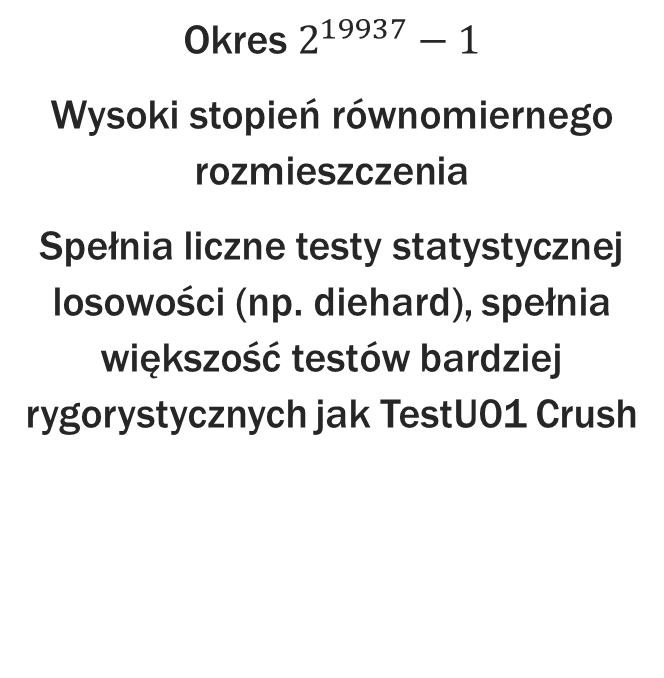 Okres 2^19937 − 1
Wysoki stopień równomiernego
rozmieszczenia
Spełnia liczne testy statystycznej
losowości (np. diehard), spełnia
większość testów bardziej
rygorystycznych jak TestU01 Crush